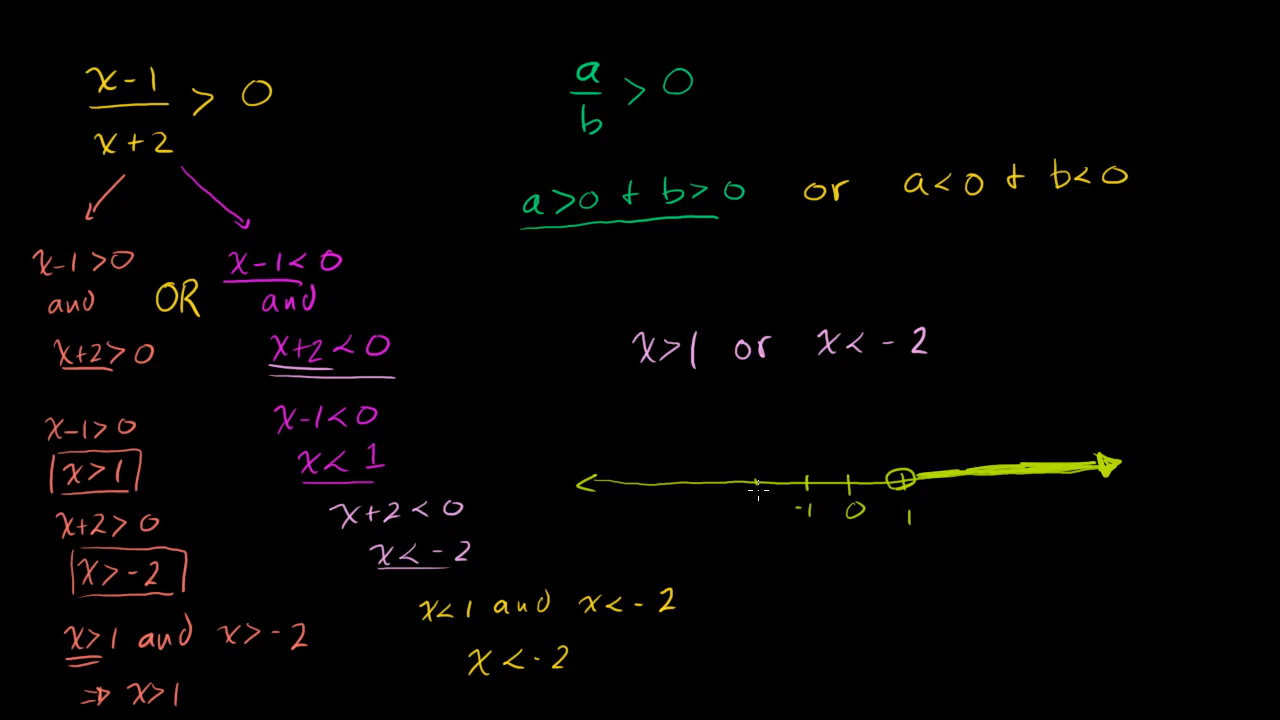 x-1
x+2
> 0
x-1>0
and
x+2>0
OR
x-1<0
and
x+2<0
x-1>0
x>1
x+2>0
x>-2
x>1 and x>-2
⇒ x>1
x-1<0
x<1
x+2<0
x<-2
x<1 and x<-2
x<-2
a
b
> 0
a>0 + b>0 or a<0 + b<0
x>1 or x<-2
-1 0 1